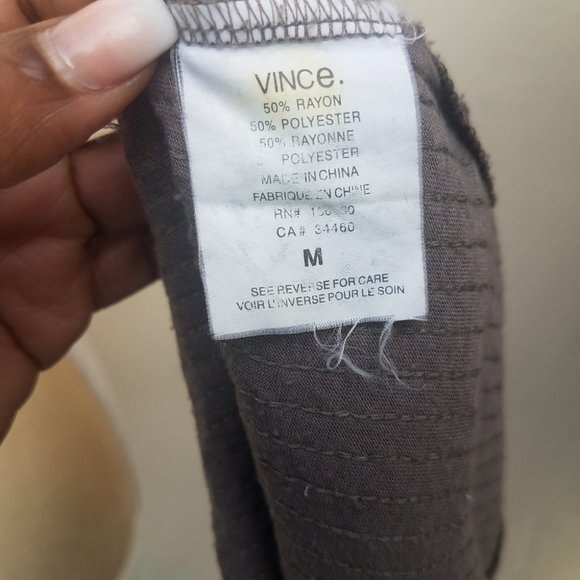 VINCe.
50% RAYON
50% POLYESTER
50% RAYONNE
POLYESTER
MADE IN CHINA
FABRIQUE EN CHINE
RN#
CA# 34460
M
SEE REVERSE FOR CARE
VOIR L'INVERSE POUR LE SOIN